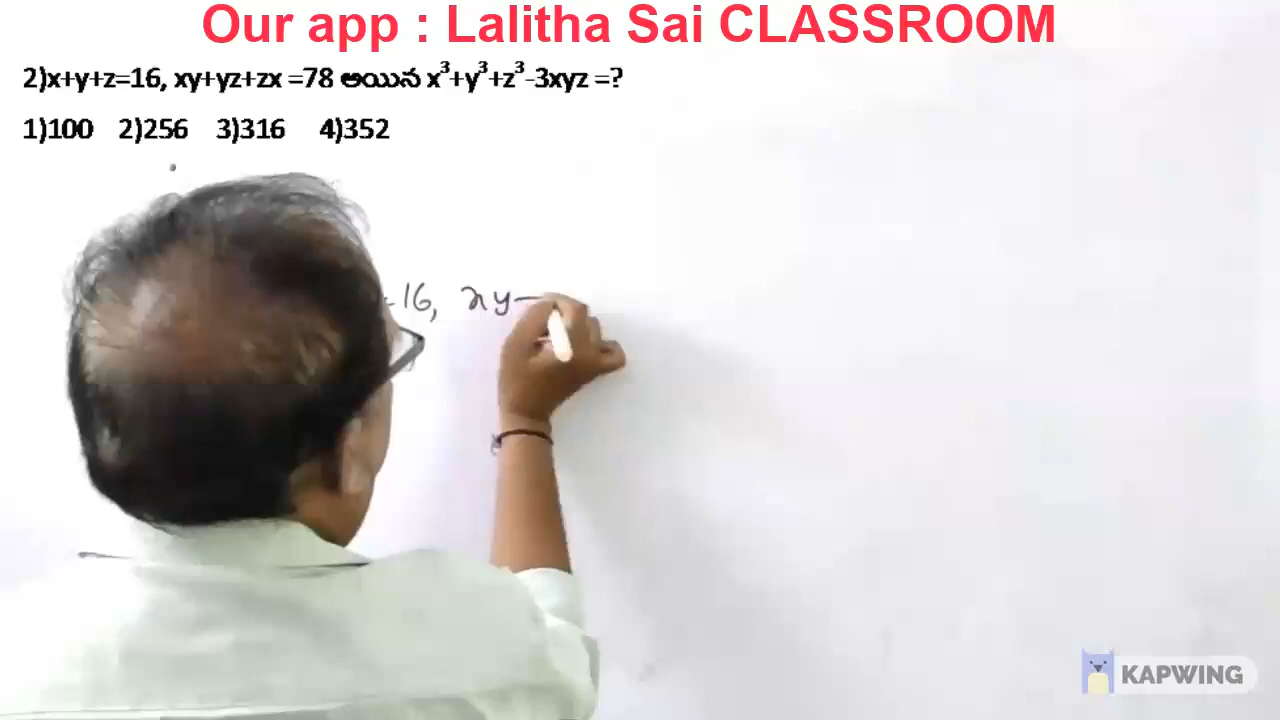 Our app : Lalitha Sai CLASSROOM
2)x+y+z=16, xy+yz+zx =78 అయిన x³+y³+z³-3xyz =?
1)100 2)256 3)316 4)352
16, xy
KAPWING